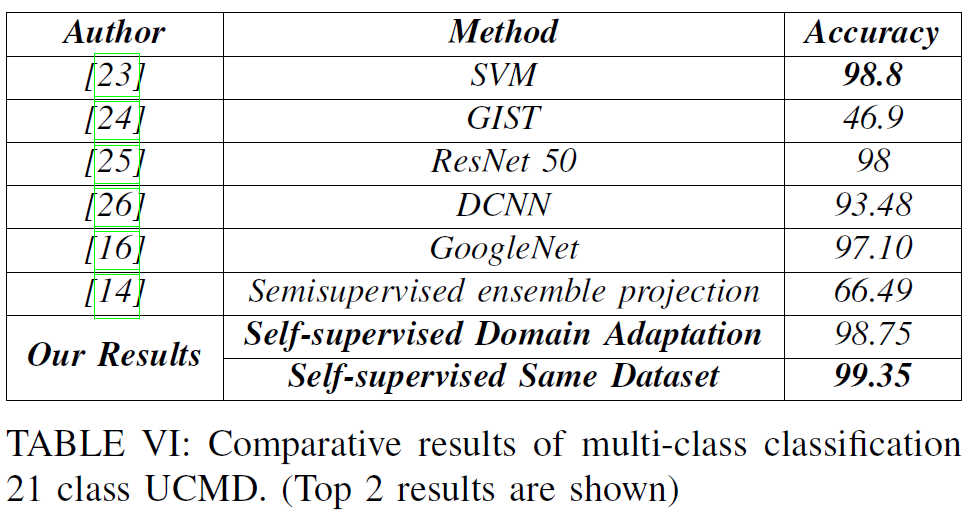 Author Method Accuracy
[23] SVM 98.8
[24] GIST 46.9
[25] ResNet 50 98
[26] DCNN 93.48
[16] GoogleNet 97.10
[14] Semisupervised ensemble projection 66.49
Our Results Self-supervised Domain Adaptation 98.75
Self-supervised Same Dataset 99.35
TABLE VI: Comparative results of multi-class classification
21 class UCMD. (Top 2 results are shown)